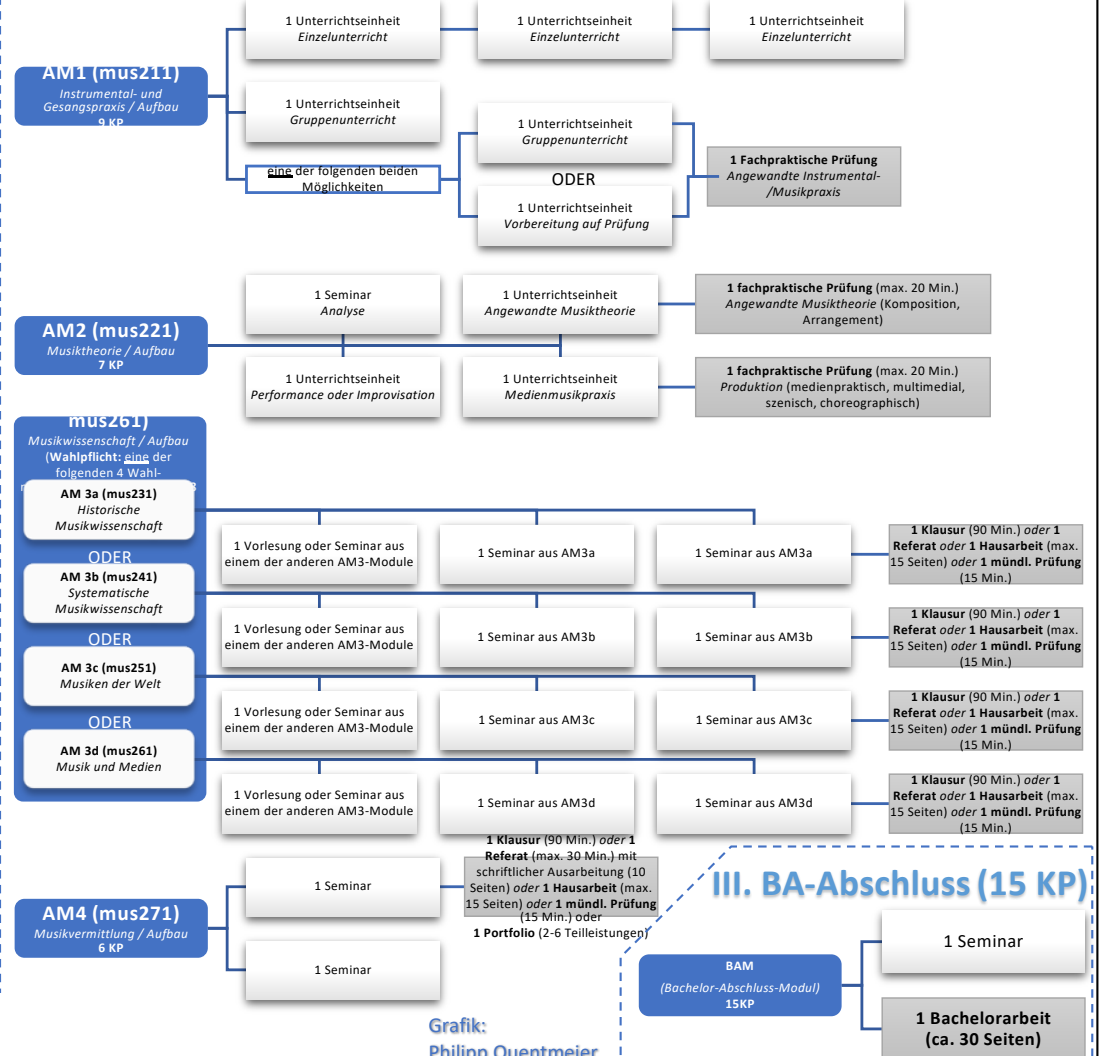 1 Unterrichtseinheit
Einzelunterricht
1 Unterrichtseinheit
Einzelunterricht
1 Unterrichtseinheit
Einzelunterricht
AM1 (mus211)
Instrumental- und
Gesangspraxis / Aufbau
9 KP
1 Unterrichtseinheit
Gruppenunterricht
eine der folgenden beiden
Möglichkeiten
1 Unterrichtseinheit
Gruppenunterricht
ODER
1 Unterrichtseinheit
Vorbereitung auf Prüfung
1 Fachpraktische Prüfung
Angewandte Instrumental-
/Musikpraxis
AM2 (mus221)
Musiktheorie / Aufbau
7 KP
1 Seminar
Analyse
1 Unterrichtseinheit
Angewandte Musiktheorie
1 fachpraktische Prüfung (max. 20 Min.)
Angewandte Musiktheorie (Komposition,
Arrangement)
1 Unterrichtseinheit
Performance oder Improvisation
1 Unterrichtseinheit
Medienmusikpraxis
1 fachpraktische Prüfung (max. 20 Min.)
Produktion (medienpraktisch, multimedial,
szenisch, choreographisch)
mus261)
Musikwissenschaft / Aufbau
(Wahlpflicht: eine der
folgenden 4 Wahl-
AM 3a (mus231)
Historische
Musikwissenschaft
1 Vorlesung oder Seminar aus
einem der anderen AM3-Module
1 Seminar aus AM3a
1 Seminar aus AM3a
1 Klausur (90 Min.) oder 1
Referat oder 1 Hausarbeit (max.
15 Seiten) oder 1 mündl. Prüfung
(15 Min.)
ODER
AM 3b (mus241)
Systematische
Musikwissenschaft
1 Vorlesung oder Seminar aus
einem der anderen AM3-Module
1 Seminar aus AM3b
1 Seminar aus AM3b
1 Klausur (90 Min.) oder 1
Referat oder 1 Hausarbeit (max.
15 Seiten) oder 1 mündl. Prüfung
(15 Min.)
ODER
AM 3c (mus251)
Musiken der Welt
1 Vorlesung oder Seminar aus
einem der anderen AM3-Module
1 Seminar aus AM3c
1 Seminar aus AM3c
1 Klausur (90 Min.) oder 1
Referat oder 1 Hausarbeit (max.
15 Seiten) oder 1 mündl. Prüfung
(15 Min.)
ODER
AM 3d (mus261)
Musik und Medien
1 Vorlesung oder Seminar aus
einem der anderen AM3-Module
1 Seminar aus AM3d
1 Seminar aus AM3d
1 Klausur (90 Min.) oder 1
Referat oder 1 Hausarbeit (max.
15 Seiten) oder 1 mündl. Prüfung
(15 Min.)
AM4 (mus271)
Musikvermittlung / Aufbau
6 KP
1 Seminar
1 Klausur (90 Min.) oder 1
Referat (max. 30 Min.) mit
schriftlicher Ausarbeitung (10
Seiten) oder 1 Hausarbeit (max.
15 Seiten) oder 1 mündl. Prüfung
(15 Min.) oder
1 Portfolio (2-6 Teilleistungen)
1 Seminar
III. BA-Abschluss (15 KP)
BAM
(Bachelor-Abschluss-Modul)
15KP
1 Seminar
1 Bachelorarbeit
(ca. 30 Seiten)
Grafik:
Philipp Quentmeier